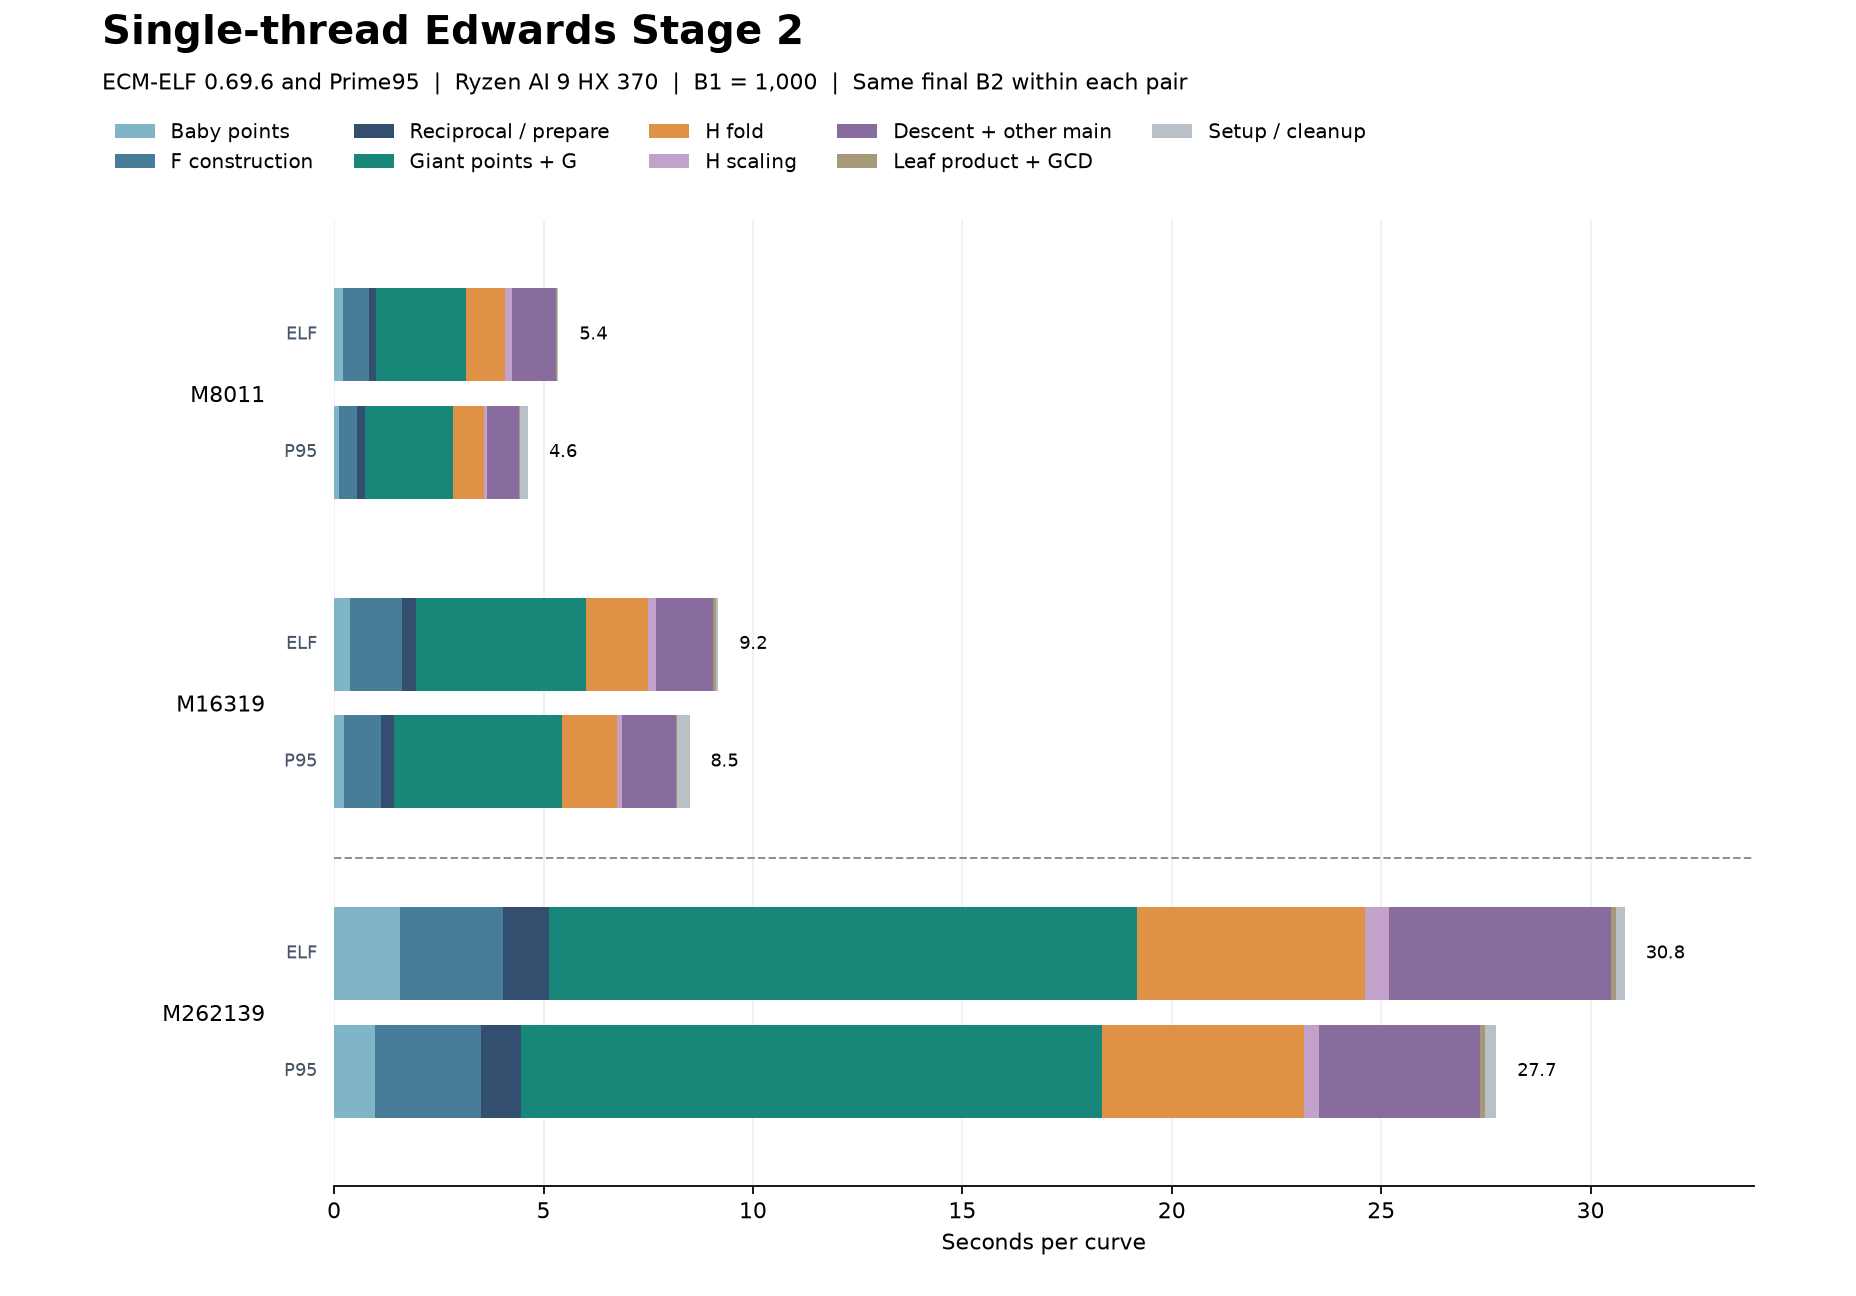 Single-thread Edwards Stage 2
ECM-ELF 0.69.6 and Prime95 | Ryzen AI 9 HX 370 | B1 = 1,000 | Same final B2 within each pair
Baby points Reciprocal / prepare H fold Descent + other main Setup / cleanup
F construction Giant points + G H scaling Leaf product + GCD
ELF 5.4
M8011
P95 4.6
ELF 9.2
M16319
P95 8.5
ELF 30.8
M262139
P95 27.7
0 5 10 15 20 25 30
Seconds per curve